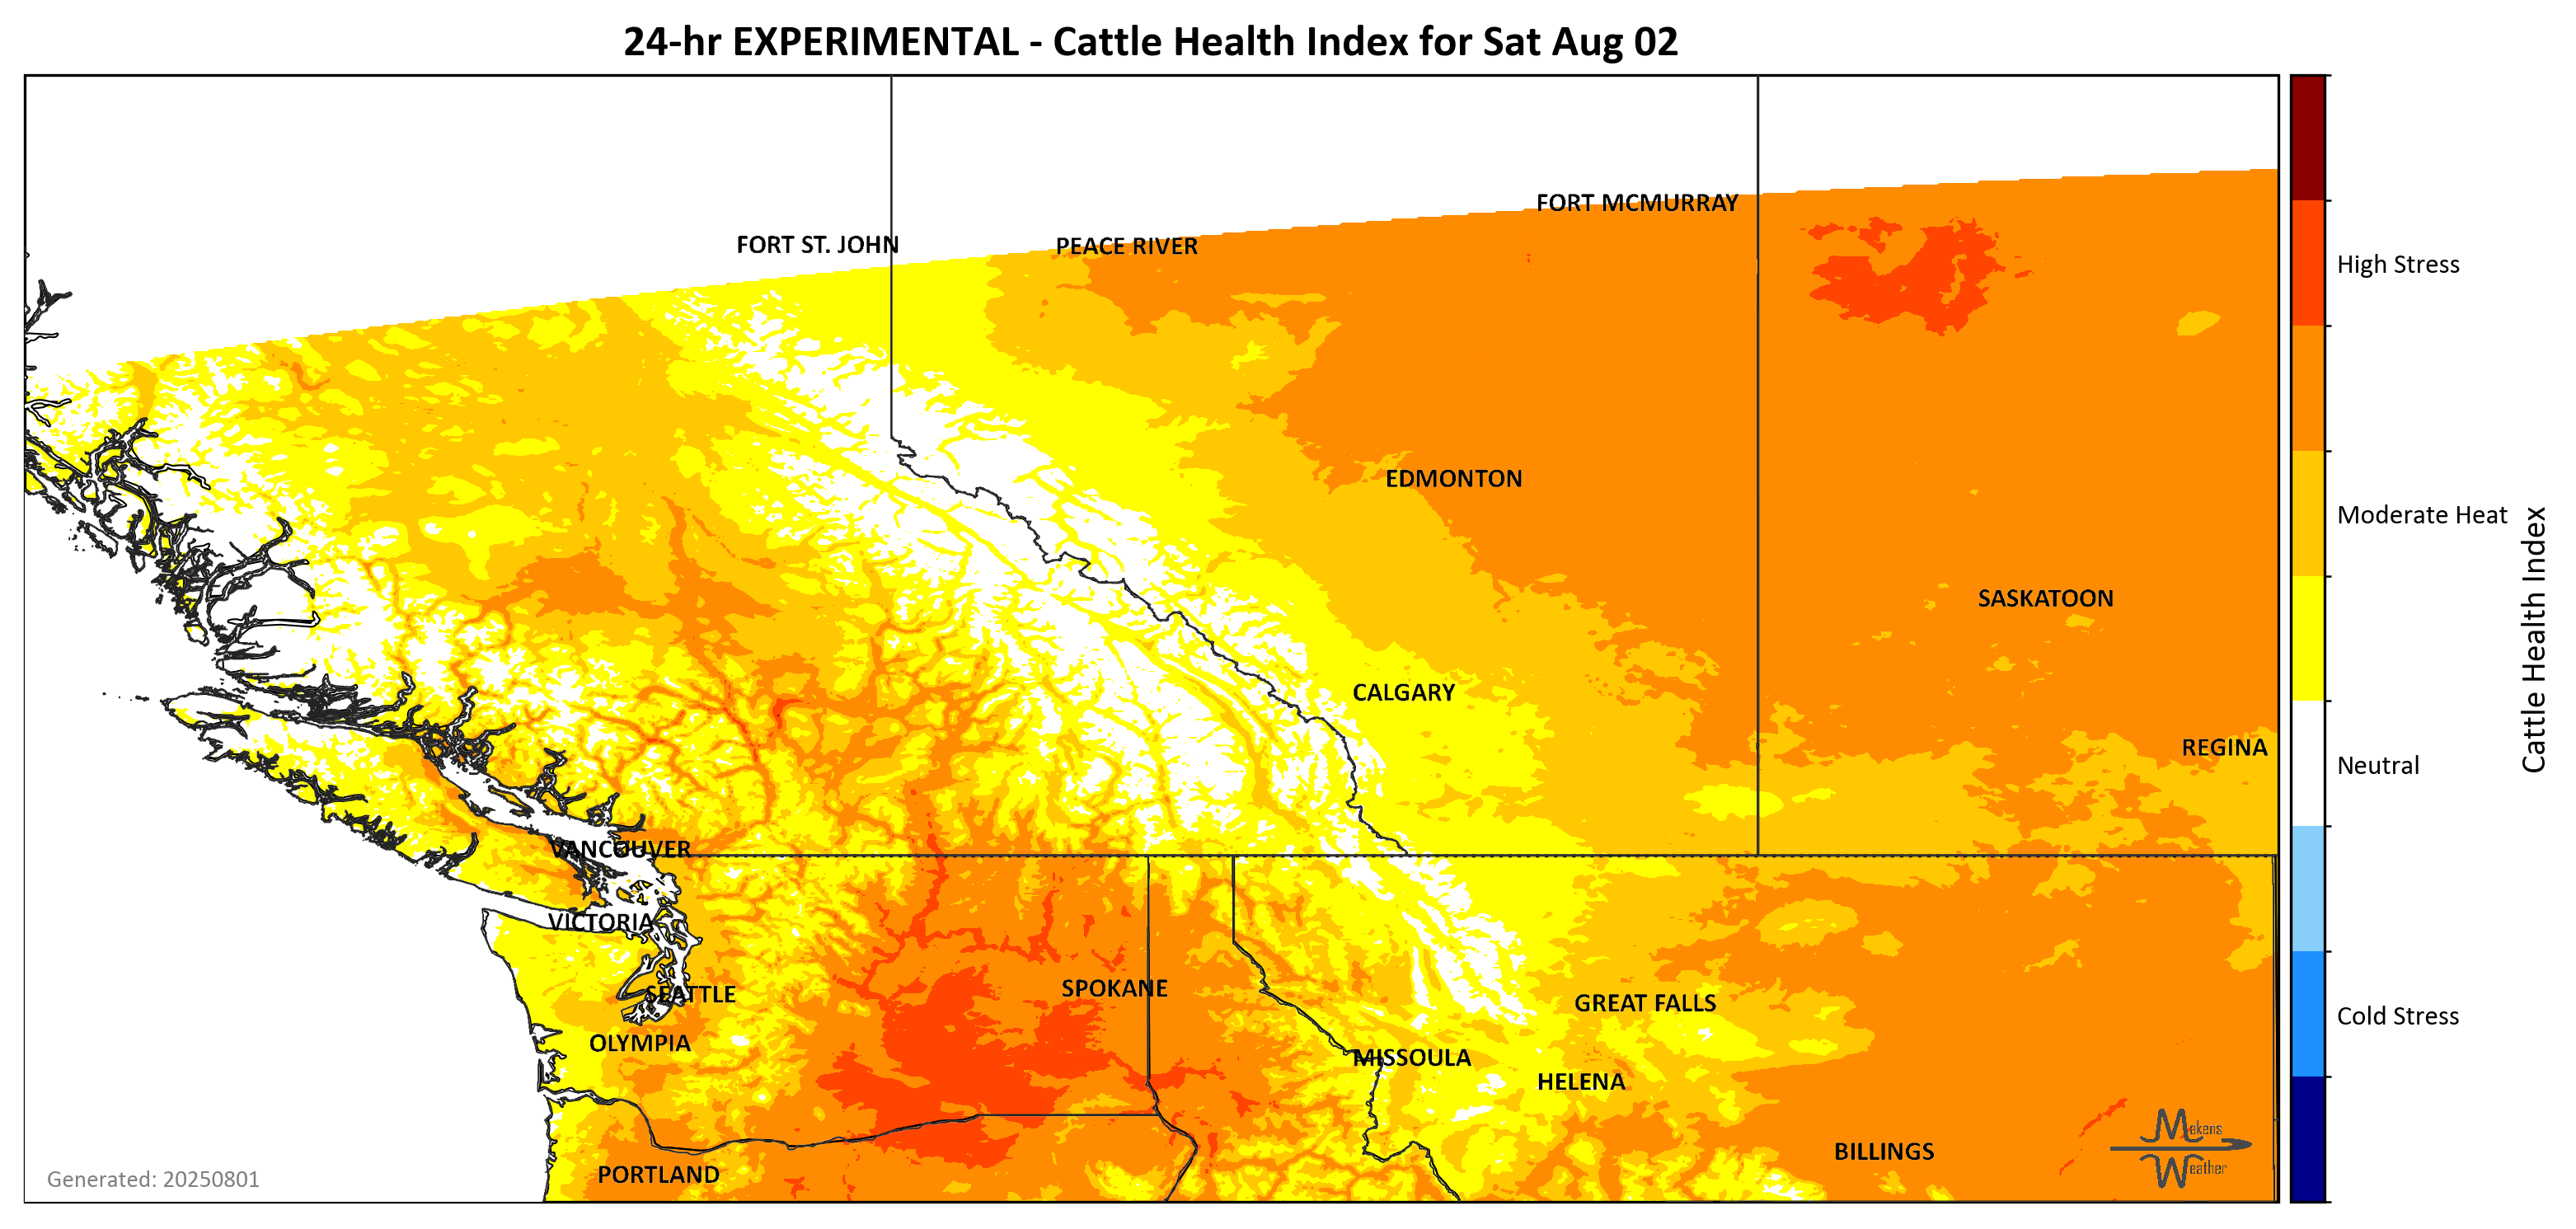 24-hr EXPERIMENTAL - Cattle Health Index for Sat Aug 02
FORT MCMURRAY
FORT ST. JOHN
PEACE RIVER
High Stress
EDMONTON
Moderate Heat
SASKATOON
Cattle Health Index
CALGARY
REGINA
Neutral
VANCOUVER
VICTORIA
SPOKANE
SEATTLE
GREAT FALLS
Cold Stress
OLYMPIA
MISSOULA
HELENA
Makens
BILLINGS
Weather
PORTLAND
Generated: 20250801